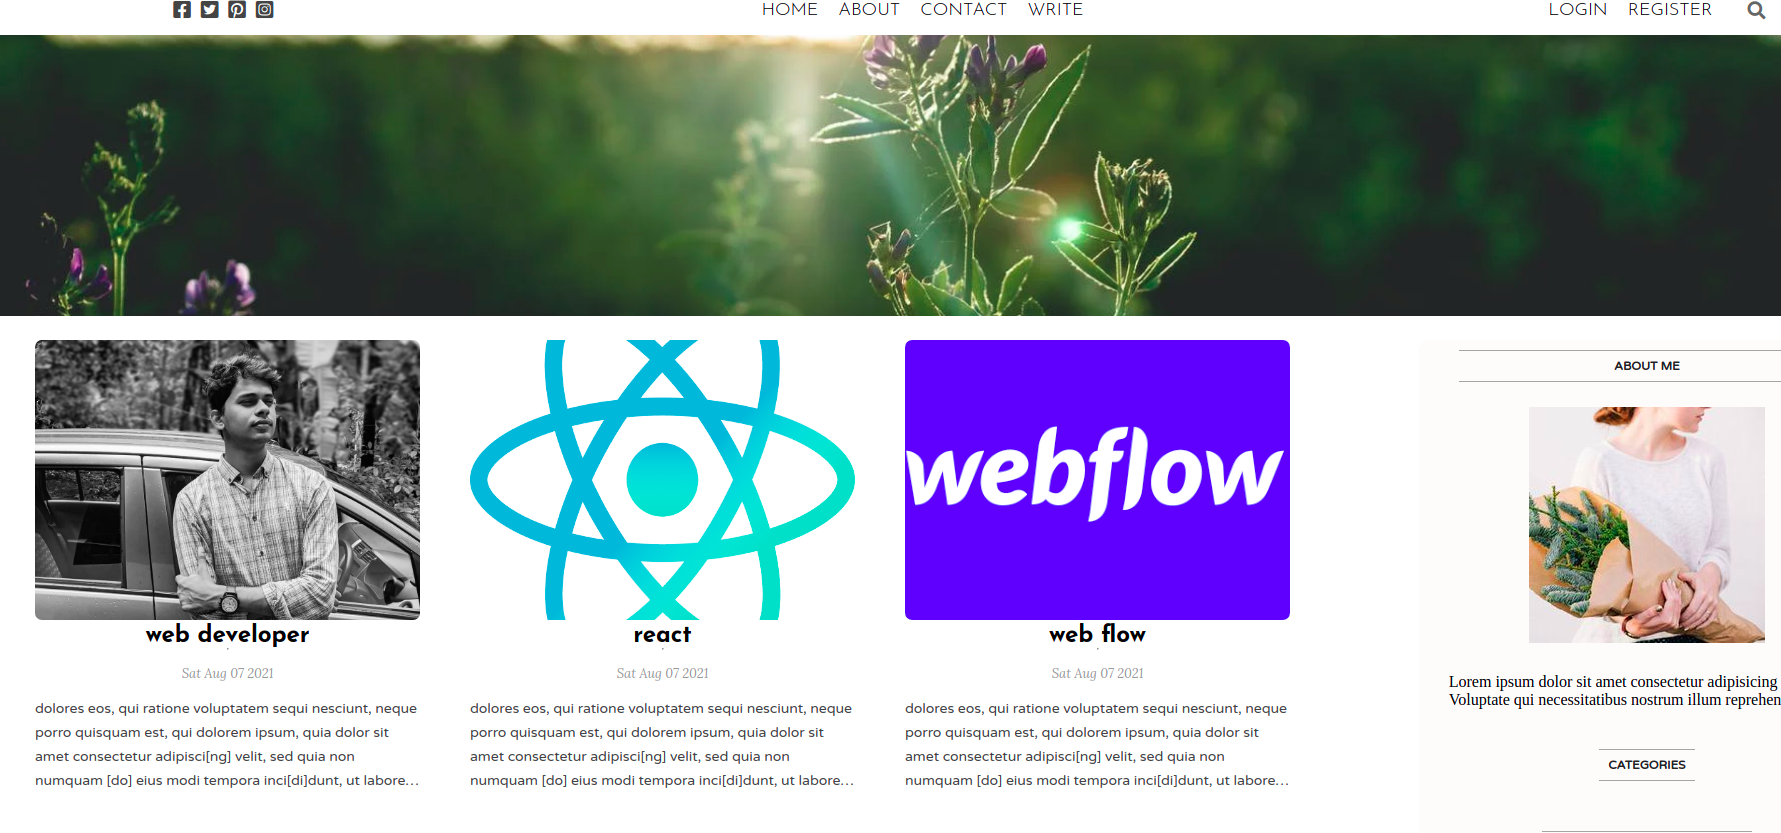 HOME ABOUT CONTACT WRITE
LOGIN REGISTER
web developer
Sat Aug 07 2021
dolores eos, qui ratione voluptatem sequi nesciunt, neque
porro quisquam est, qui dolorem ipsum, quia dolor sit
amet consectetur adipisci[ng] velit, sed quia non
numquam [do] eius modi tempora inci[di]dunt, ut labore…
react
Sat Aug 07 2021
dolores eos, qui ratione voluptatem sequi nesciunt, neque
porro quisquam est, qui dolorem ipsum, quia dolor sit
amet consectetur adipisci[ng] velit, sed quia non
numquam [do] eius modi tempora inci[di]dunt, ut labore…
webflow
web flow
Sat Aug 07 2021
dolores eos, qui ratione voluptatem sequi nesciunt, neque
porro quisquam est, qui dolorem ipsum, quia dolor sit
amet consectetur adipisci[ng] velit, sed quia non
numquam [do] eius modi tempora inci[di]dunt, ut labore…
ABOUT ME
Lorem ipsum dolor sit amet consectetur adipisicing
Voluptate qui necessitatibus nostrum illum reprehen
CATEGORIES